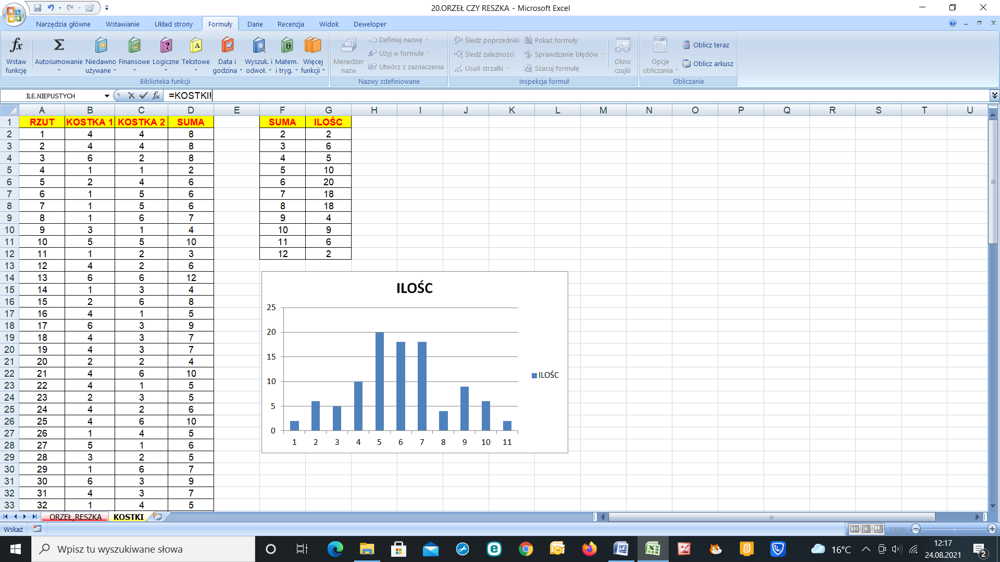 20.ORZEŁ CZY RESZKA - Microsoft Excel
Narzędzia główne Wstawianie Układ strony Formuły Dane Recenzja Widok Deweloper
Wstaw funkcję
Autosumowanie
Niedawno używane
Finansowe
Logiczne
Tekstowe
Data i godzina
Wyszuk. i odwoł.
Matem. i tryg.
Więcej funkcji
Biblioteka funkcji
Menedżer nazw
Definiuj nazwę
Użyj w formule
Utwórz z zaznaczenia
Nazwy zdefiniowane
Śledź poprzedniki
Śledź zależności
Usuń strzałki
Pokaż formuły
Sprawdzanie błędów
Szacuj formułę
Okno czujki
Inspekcja formuł
Opcje obliczania
Oblicz teraz
Oblicz arkusz
Obliczanie
ILE.NIEPUSTYCH =KOSTKI!
A B C D E F G H I J K L M N O P Q R S T U
1 RZUT KOSTKA 1 KOSTKA 2 SUMA SUMA ILOŚC
2 1 4 4 8 2 2
3 2 4 4 8 3 6
4 3 6 2 8 4 5
5 4 1 1 2 5 10
6 5 2 4 6 6 20
7 6 1 5 6 7 18
8 7 1 5 6 8 18
9 8 1 6 7 9 4
10 9 3 1 4 10 9
11 10 5 5 10 11 6
12 11 1 2 3 12 2
13 12 4 2 6
14 13 6 6 12
15 14 1 3 4
16 15 2 6 8
17 16 4 1 5
18 17 6 3 9
19 18 4 3 7
20 19 4 3 7
21 20 2 2 4
22 21 4 6 10
23 22 4 1 5
24 23 2 3 5
25 24 4 2 6
26 25 4 6 10
27 26 1 4 5
28 27 5 1 6
29 28 3 2 5
30 29 1 6 7
31 30 6 3 9
32 31 4 3 7
33 32 1 4 5
ILOŚC
25
20
15
10
5
0
1 2 3 4 5 6 7 8 9 10 11
ILOŚC
ORZEŁ,RESZKA KOSTKI
Wskaż 130%
Wpisz tu wyszukiwane słowa
16°C
12:17
24.08.2021
2